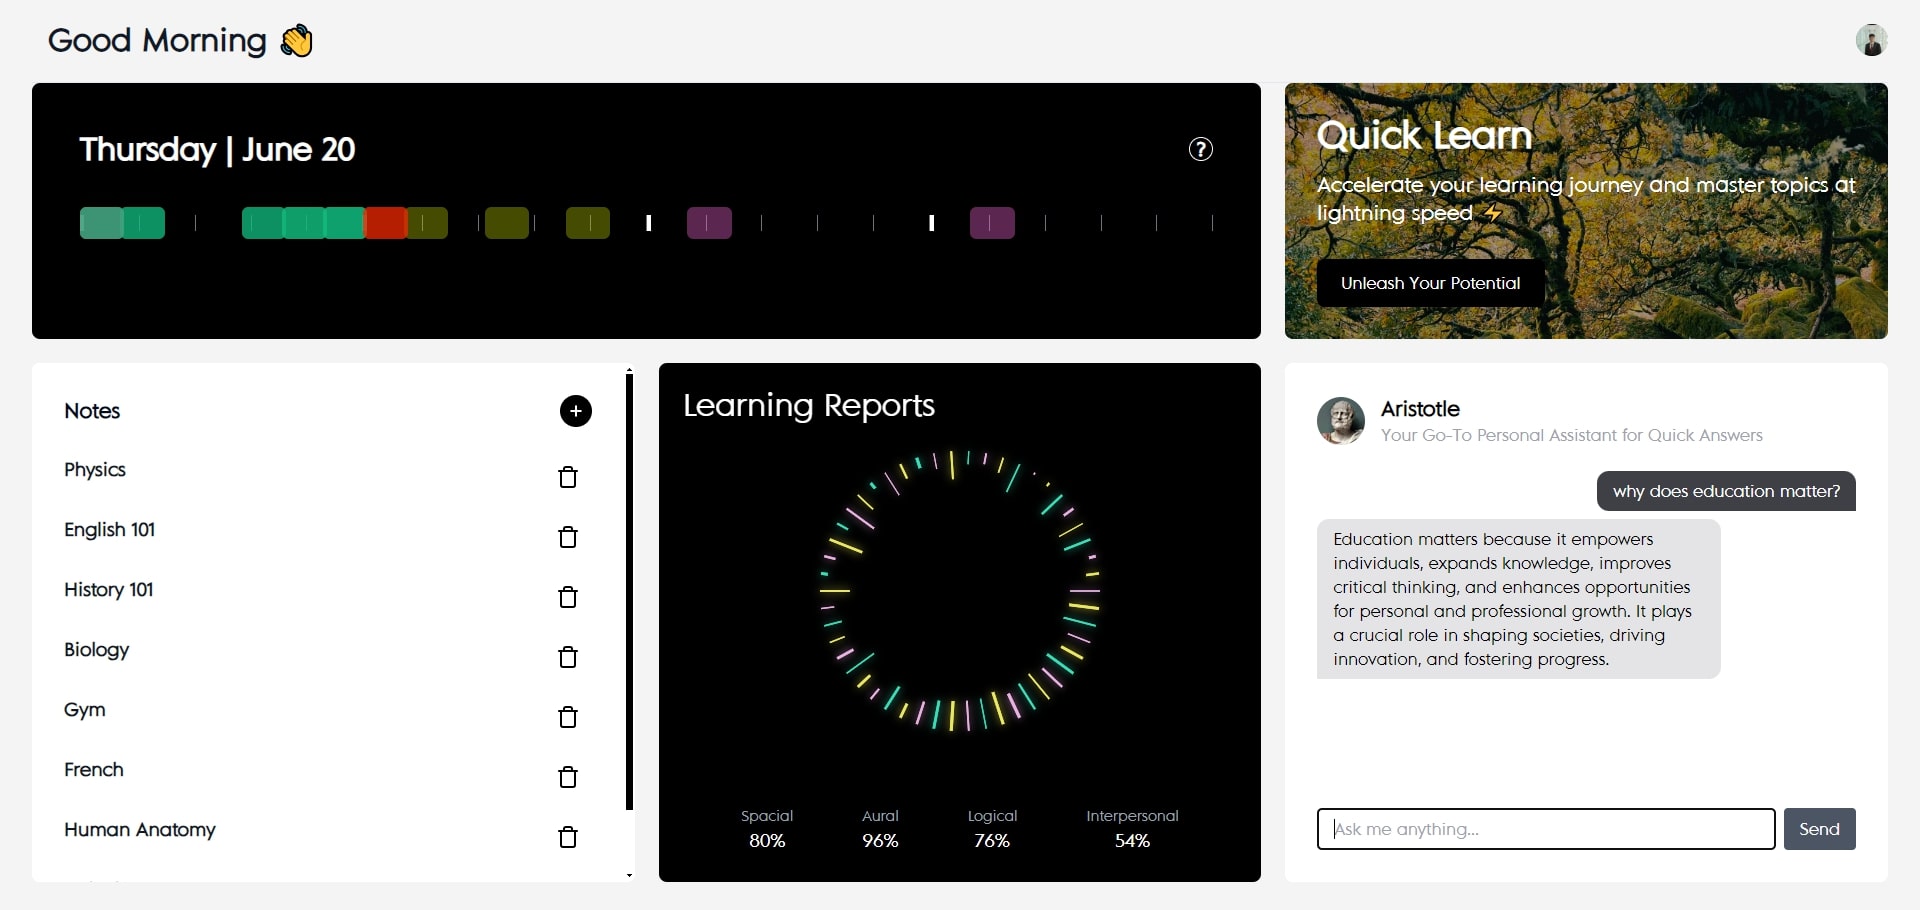 Good Morning 👋
Thursday | June 20
?
Quick Learn
Accelerate your learning journey and master topics at
lightning speed ⚡
Unleash Your Potential
Notes
Physics
English 101
History 101
Biology
Gym
French
Human Anatomy
Learning Reports
Spacial
80%
Aural
96%
Logical
76%
Interpersonal
54%
Aristotle
Your Go-To Personal Assistant for Quick Answers
why does education matter?
Education matters because it empowers
individuals, expands knowledge, improves
critical thinking, and enhances opportunities
for personal and professional growth. It plays
a crucial role in shaping societies, driving
innovation, and fostering progress.
Ask me anything...
Send